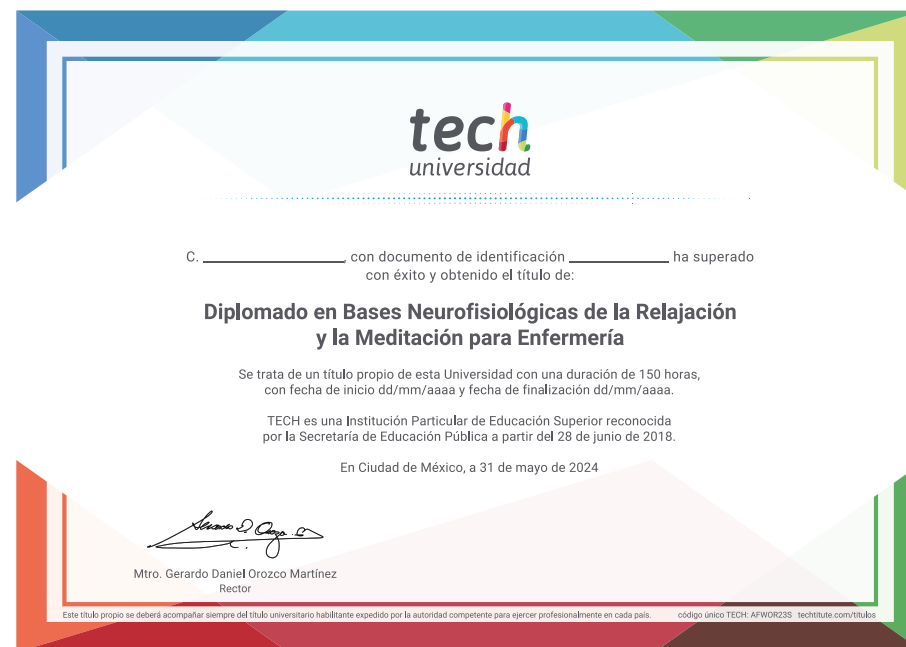 tech
universidad
C. ________________, con documento de identificación ____________ ha superado
con éxito y obtenido el título de:
Diplomado en Bases Neurofisiológicas de la Relajación
y la Meditación para Enfermería
Se trata de un título propio de esta Universidad con una duración de 150 horas,
con fecha de inicio dd/mm/aaaa y fecha de finalización dd/mm/aaaa.
TECH es una Institución Particular de Educación Superior reconocida
por la Secretaría de Educación Pública a partir del 28 de junio de 2018.
En Ciudad de México, a 31 de mayo de 2024
Mtro. Gerardo Daniel Orozco Martínez
Rector
Este título propio se deberá acompañar siempre del título universitario habilitante expedido por la autoridad competente para ejercer profesionalmente en cada país. código único TECH: AFWOR23S techtitute.com/titulos